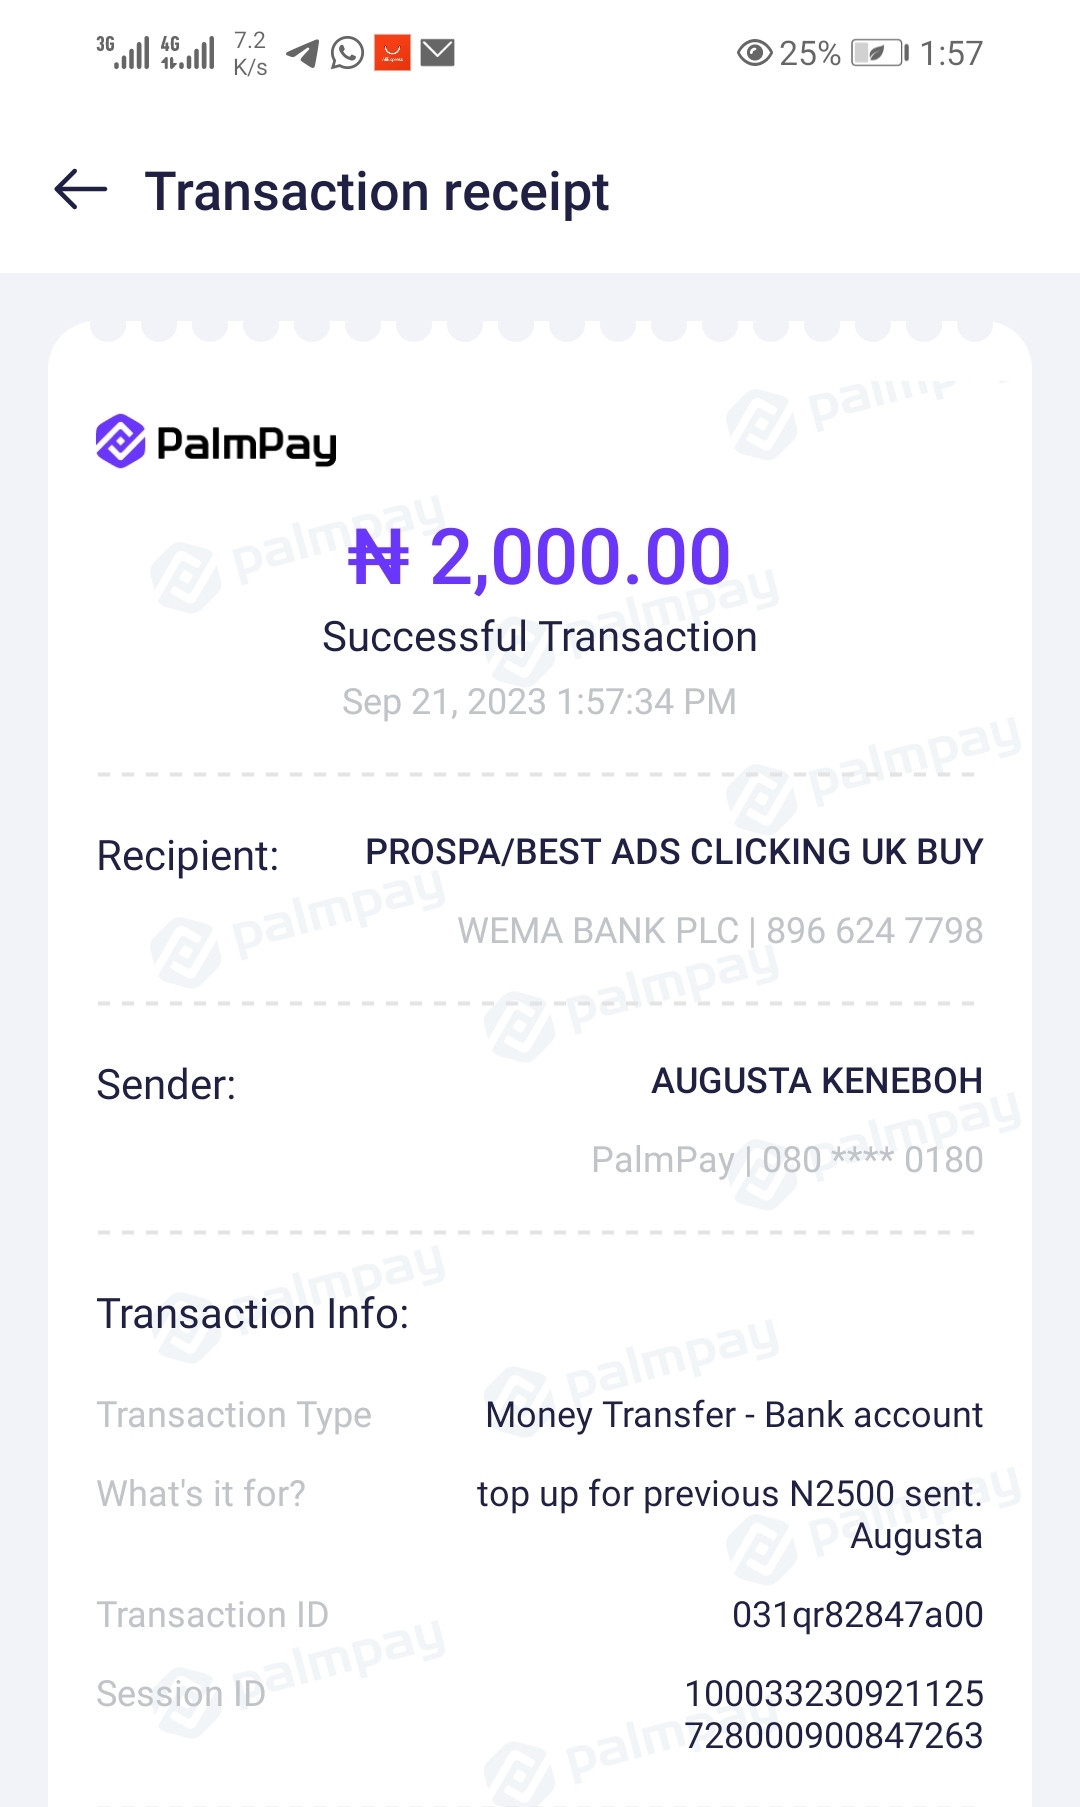 3G 4G 7.2 K/s 25% 1:57
Transaction receipt
PalmPay
₦ 2,000.00
Successful Transaction
Sep 21, 2023 1:57:34 PM
Recipient: PROSPA/BEST ADS CLICKING UK BUY
WEMA BANK PLC | 896 624 7798
Sender: AUGUSTA KENEBOH
PalmPay | 080 **** 0180
Transaction Info:
Transaction Type Money Transfer - Bank account
What's it for? top up for previous N2500 sent.
Augusta
Transaction ID 031qr82847a00
Session ID 100033230921125
728000900847263